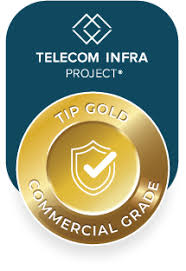 TELECOM INFRA
PROJECT®
TIP GOLD
COMMERCIAL GRADE